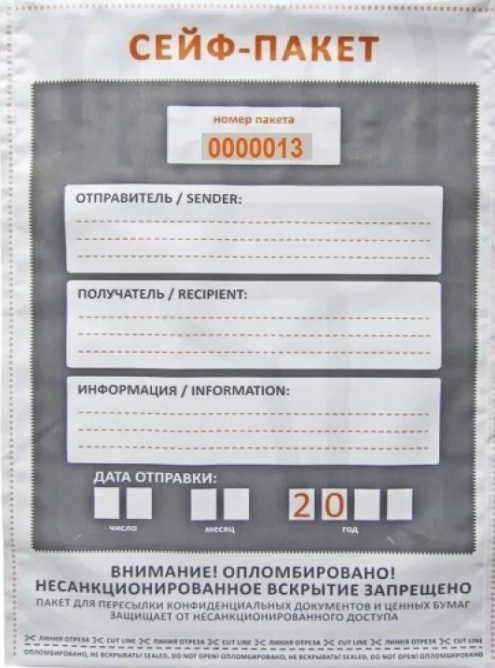 СЕЙФ-ПАКЕТ
номер пакета
0000013
ОТПРАВИТЕЛЬ / SENDER:
ПОЛУЧАТЕЛЬ / RECIPIENT:
ИНФОРМАЦИЯ / INFORMATION:
ДАТА ОТПРАВКИ:
20
число месяц год
ВНИМАНИЕ! ОПЛОМБИРОВАНО!
НЕСАНКЦИОНИРОВАННОЕ ВСКРЫТИЕ ЗАПРЕЩЕНО
ПАКЕТ ДЛЯ ПЕРЕСЫЛКИ КОНФИДЕНЦИАЛЬНЫХ ДОКУМЕНТОВ И ЦЕННЫХ БУМАГ
ЗАЩИЩАЕТ ОТ НЕСАНКЦИОНИРОВАННОГО ДОСТУПА
ЛИНИЯ ОТРЕЗА CUT LINE ЛИНИЯ ОТРЕЗА CUT LINE ЛИНИЯ ОТРЕЗА CUT LINE ЛИНИЯ ОТРЕЗА CUT LINE
ОПЛОМБИРОВАНО, НЕ ВСКРЫВАТЬ! SEALED, DO NOT OPEN! ОПЛОМБИРОВАНО, НЕ ВСКРЫВАТЬ! SEALED, DO NOT OPEN! ОПЛОМБИРОВАНО